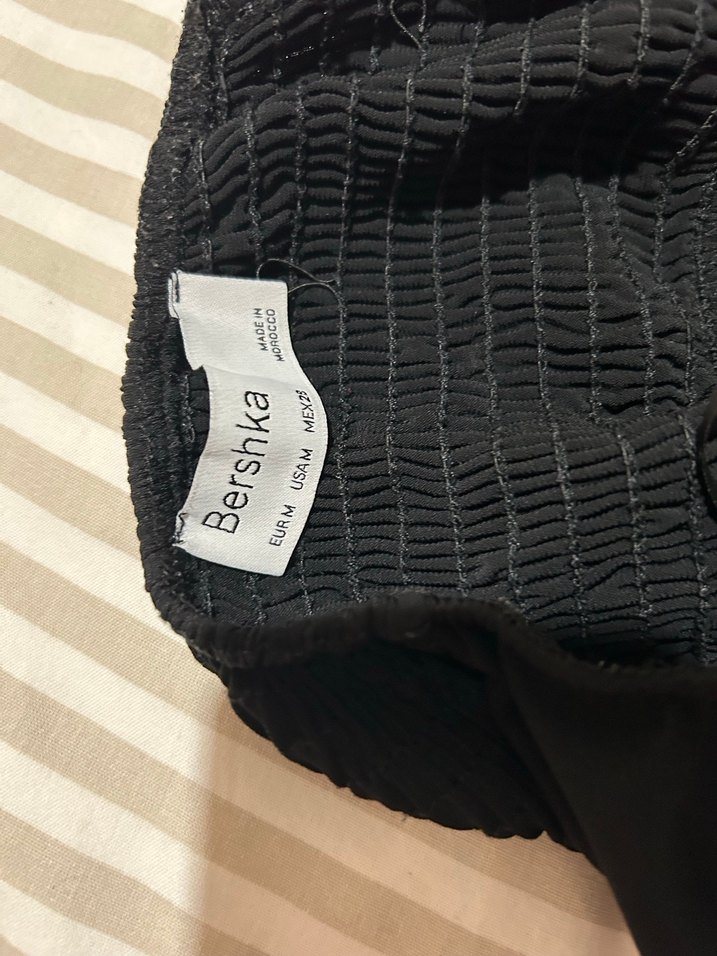 Bershka
EUR M USA M MEX 28
MADE IN
MOROCCO